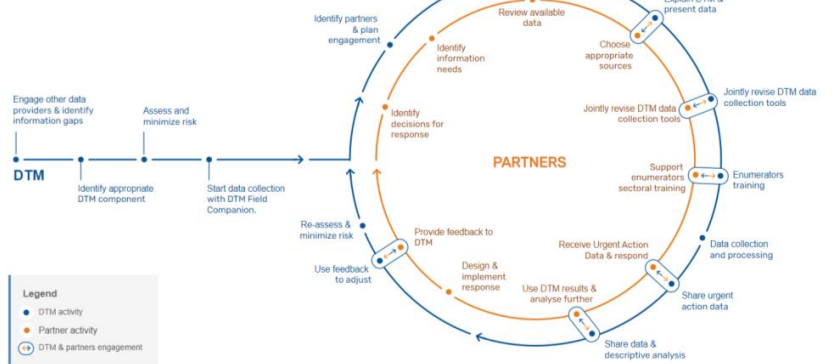 Explain DTM &
present data
Review available
data
Identify partners
& plan
engagement
Identify
information
needs
Choose
appropriate
sources
Jointly revise DTM data
collection tools
Jointly revise DTM data
collection tools
Identify
decisions for
response
Engage other data
providers & identify
information gaps
Assess and
minimize risk
DTM
Identify appropriate
DTM component
Start data collection
with DTM Field
Companion.
PARTNERS
Support
enumerators
sectoral training
Enumerators
training
Re-assess &
minimize risk
Provide feedback to
DTM
Use feedback
to adjust
Receive Urgent Action
Data & respond
Data collection
and processing
Design &
implement
response
Use DTM results &
analyse further
Share urgent
action data
Share data &
descriptive analysis
Legend
DTM activity
Partner activity
DTM & partners engagement